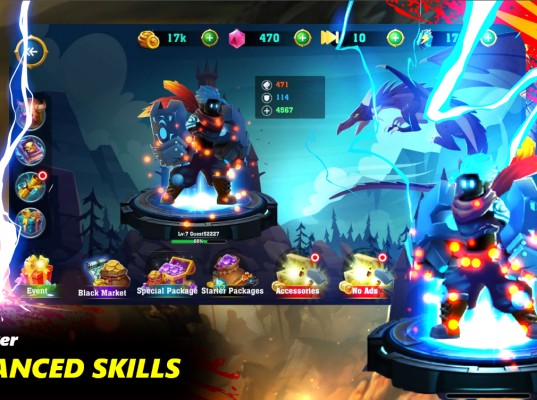 17k 470 10 17
471
114
4567
Lv:7 Guest52227
68%
Event Black Market Special Package Starter Packages Accessories No Ads
er
ANCED SKILLS